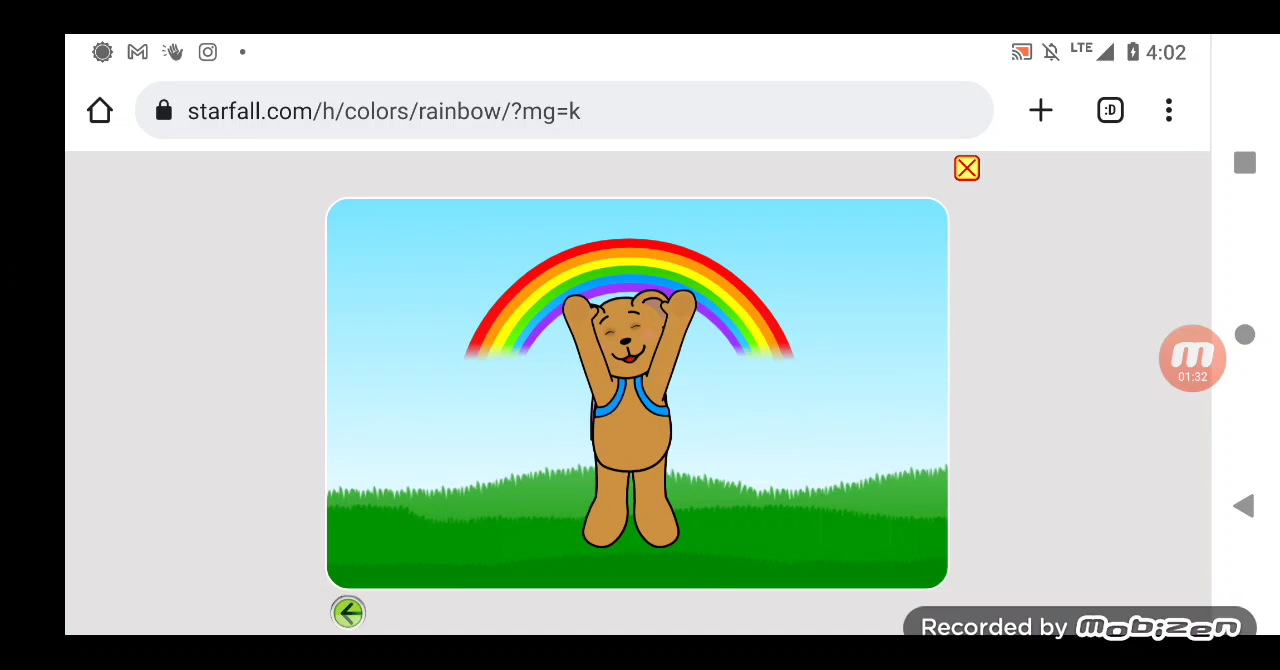 LTE 4:02
starfall.com/h/colors/rainbow/?mg=k
:D
01:32
Recorded by Mobizen